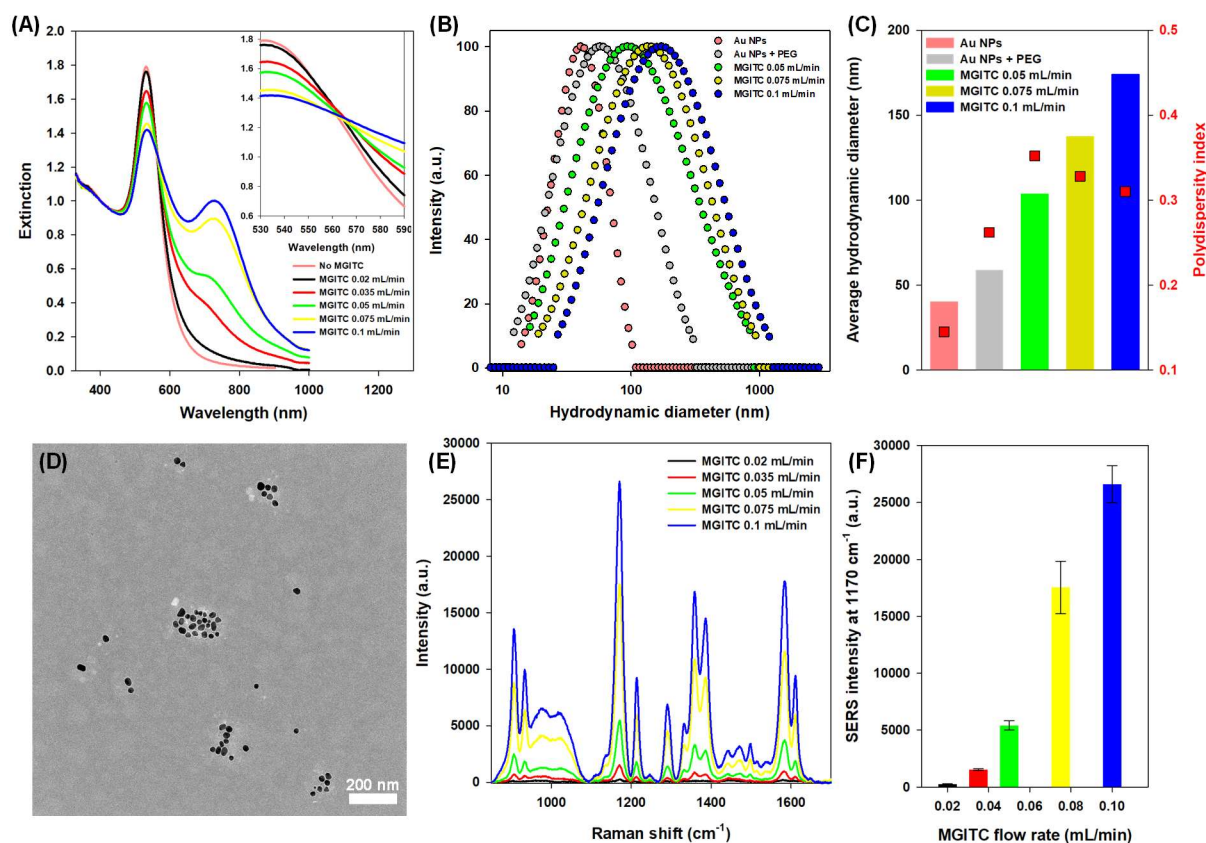 (A)
Extinction
2.0
1.8
1.6
1.4
1.2
1.0
0.8
0.6
0.4
0.2
0.0
400 600 800 1000 1200
Wavelength (nm)
1.8
1.6
1.4
1.2
1.0
0.8
0.6
530 540 550 560 570 580 590
Wavelength (nm)
No MGITC
MGITC 0.02 mL/min
MGITC 0.035 mL/min
MGITC 0.05 mL/min
MGITC 0.075 mL/min
MGITC 0.1 mL/min
(B)
Intensity (a.u.)
100
80
60
40
20
0
10 100 1000
Hydrodynamic diameter (nm)
Au NPs
Au NPs + PEG
MGITC 0.05 mL/min
MGITC 0.075 mL/min
MGITC 0.1 mL/min
(C)
Average hydrodynamic diameter (nm)
200
150
100
50
0
Au NPs
Au NPs + PEG
MGITC 0.05 mL/min
MGITC 0.075 mL/min
MGITC 0.1 mL/min
0.5
0.4
0.3
0.2
0.1
Polydispersity index
(D)
200 nm
(E)
Intensity (a.u.)
30000
25000
20000
15000
10000
5000
0
1000 1200 1400 1600
Raman shift (cm⁻¹)
MGITC 0.02 mL/min
MGITC 0.035 mL/min
MGITC 0.05 mL/min
MGITC 0.075 mL/min
MGITC 0.1 mL/min
(F)
SERS intensity at 1170 cm⁻¹ (a.u.)
30000
25000
20000
15000
10000
5000
0
0.02 0.04 0.06 0.08 0.10
MGITC flow rate (mL/min)